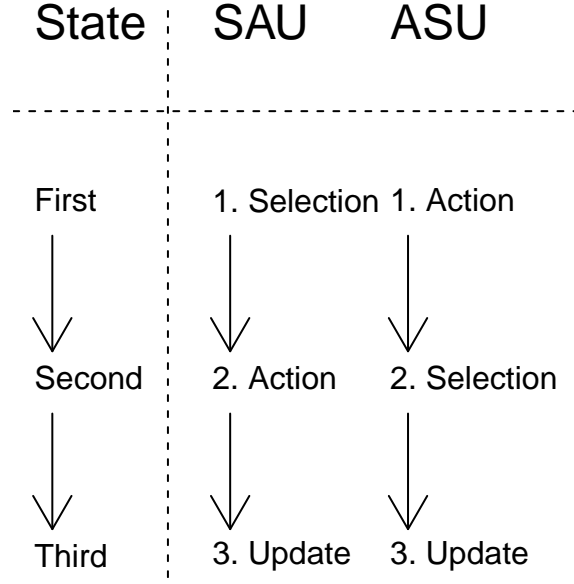 State SAU ASU
First 1. Selection 1. Action
Second 2. Action 2. Selection
Third 3. Update 3. Update